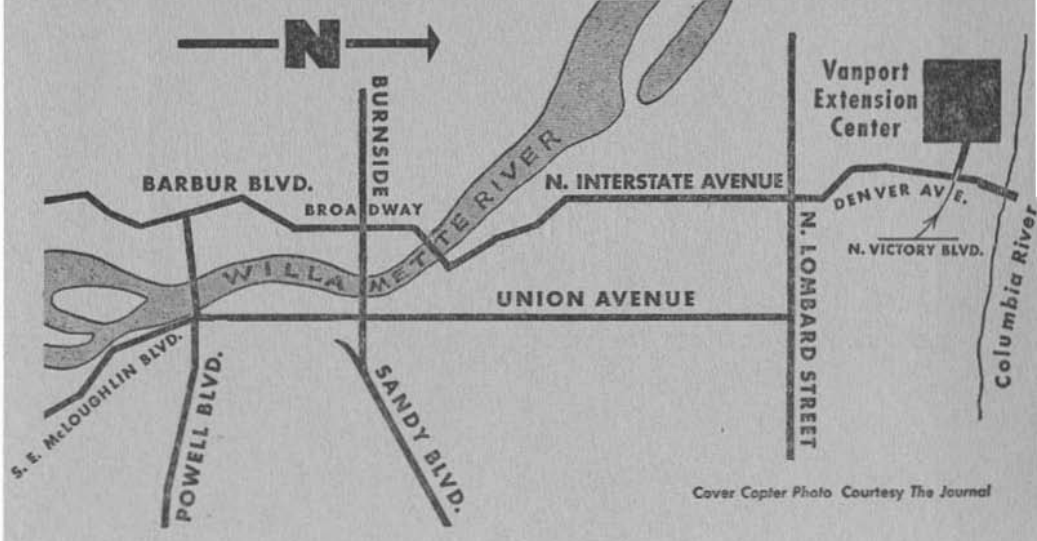 N
BURNSIDE
Vanport
Extension
Center
BARBUR BLVD.
BROADWAY
WILLAMETTE RIVER
N. INTERSTATE AVENUE
DENVER AVE.
N. VICTORY BLVD.
Columbia River
UNION AVENUE
N. LOMBARD STREET
S. E. McLOUGHLIN BLVD.
POWELL BLVD.
SANDY BLVD.
Cover Copter Photo Courtesy The Journal